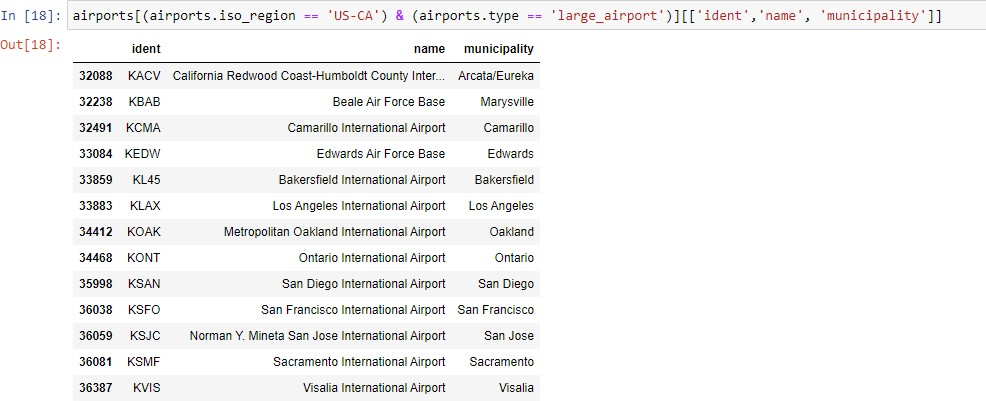 In [18]: airports[(airports.iso_region == 'US-CA') & (airports.type == 'large_airport')][['ident','name', 'municipality']]
Out[18]:
ident name municipality
32088 KACV California Redwood Coast-Humboldt County Inter... Arcata/Eureka
32238 KBAB Beale Air Force Base Marysville
32491 KCMA Camarillo International Airport Camarillo
33084 KEDW Edwards Air Force Base Edwards
33859 KL45 Bakersfield International Airport Bakersfield
33883 KLAX Los Angeles International Airport Los Angeles
34412 KOAK Metropolitan Oakland International Airport Oakland
34468 KONT Ontario International Airport Ontario
35998 KSAN San Diego International Airport San Diego
36038 KSFO San Francisco International Airport San Francisco
36059 KSJC Norman Y. Mineta San Jose International Airport San Jose
36081 KSMF Sacramento International Airport Sacramento
36387 KVIS Visalia International Airport Visalia